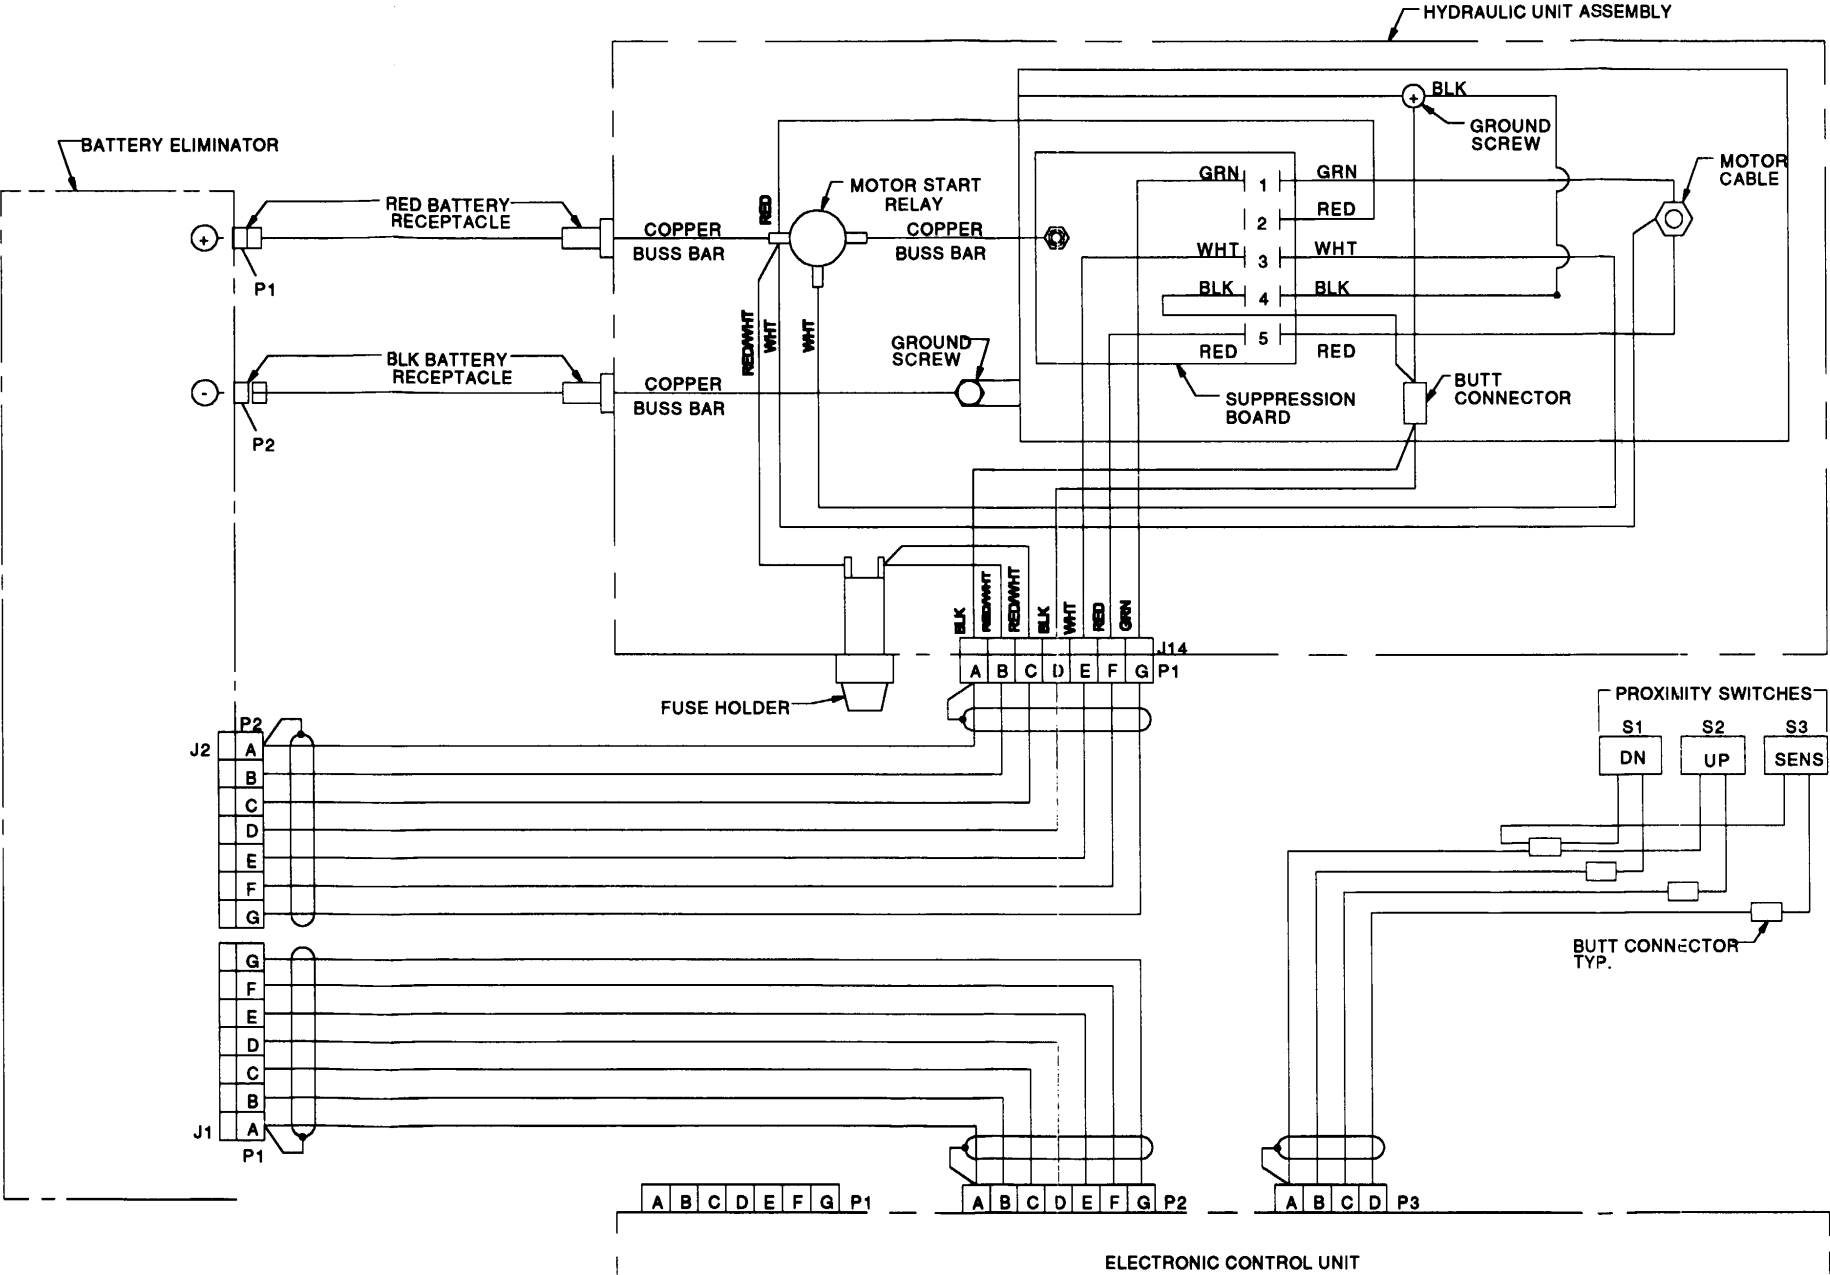 HYDRAULIC UNIT ASSEMBLY
BLK
GROUND
SCREW
BATTERY ELIMINATOR
MOTOR
CABLE
MOTOR START
RELAY
RED BATTERY
RECEPTACLE
RED
COPPER
BUSS BAR
COPPER
BUSS BAR
+
P1
GRN 1 GRN
2 RED
WHT 3 WHT
BLK 4 BLK
5
RED RED
RED/WHT
WHT
WHT
GROUND
SCREW
BLK BATTERY
RECEPTACLE
COPPER
BUSS BAR
-
P2
SUPPRESSION
BOARD
BUTT
CONNECTOR
BLK
RED/WHT
RED/WHT
BLK
WHT
RED
GRN
J14
A B C D E F G P1
FUSE HOLDER
PROXIMITY SWITCHES
S1 S2 S3
DN UP SENS
P2
J2 A
B
C
D
E
F
G
BUTT CONNECTOR
TYP.
G
F
E
D
C
B
J1 A
P1
A B C D E F G P1
A B C D E F G P2
A B C D P3
ELECTRONIC CONTROL UNIT